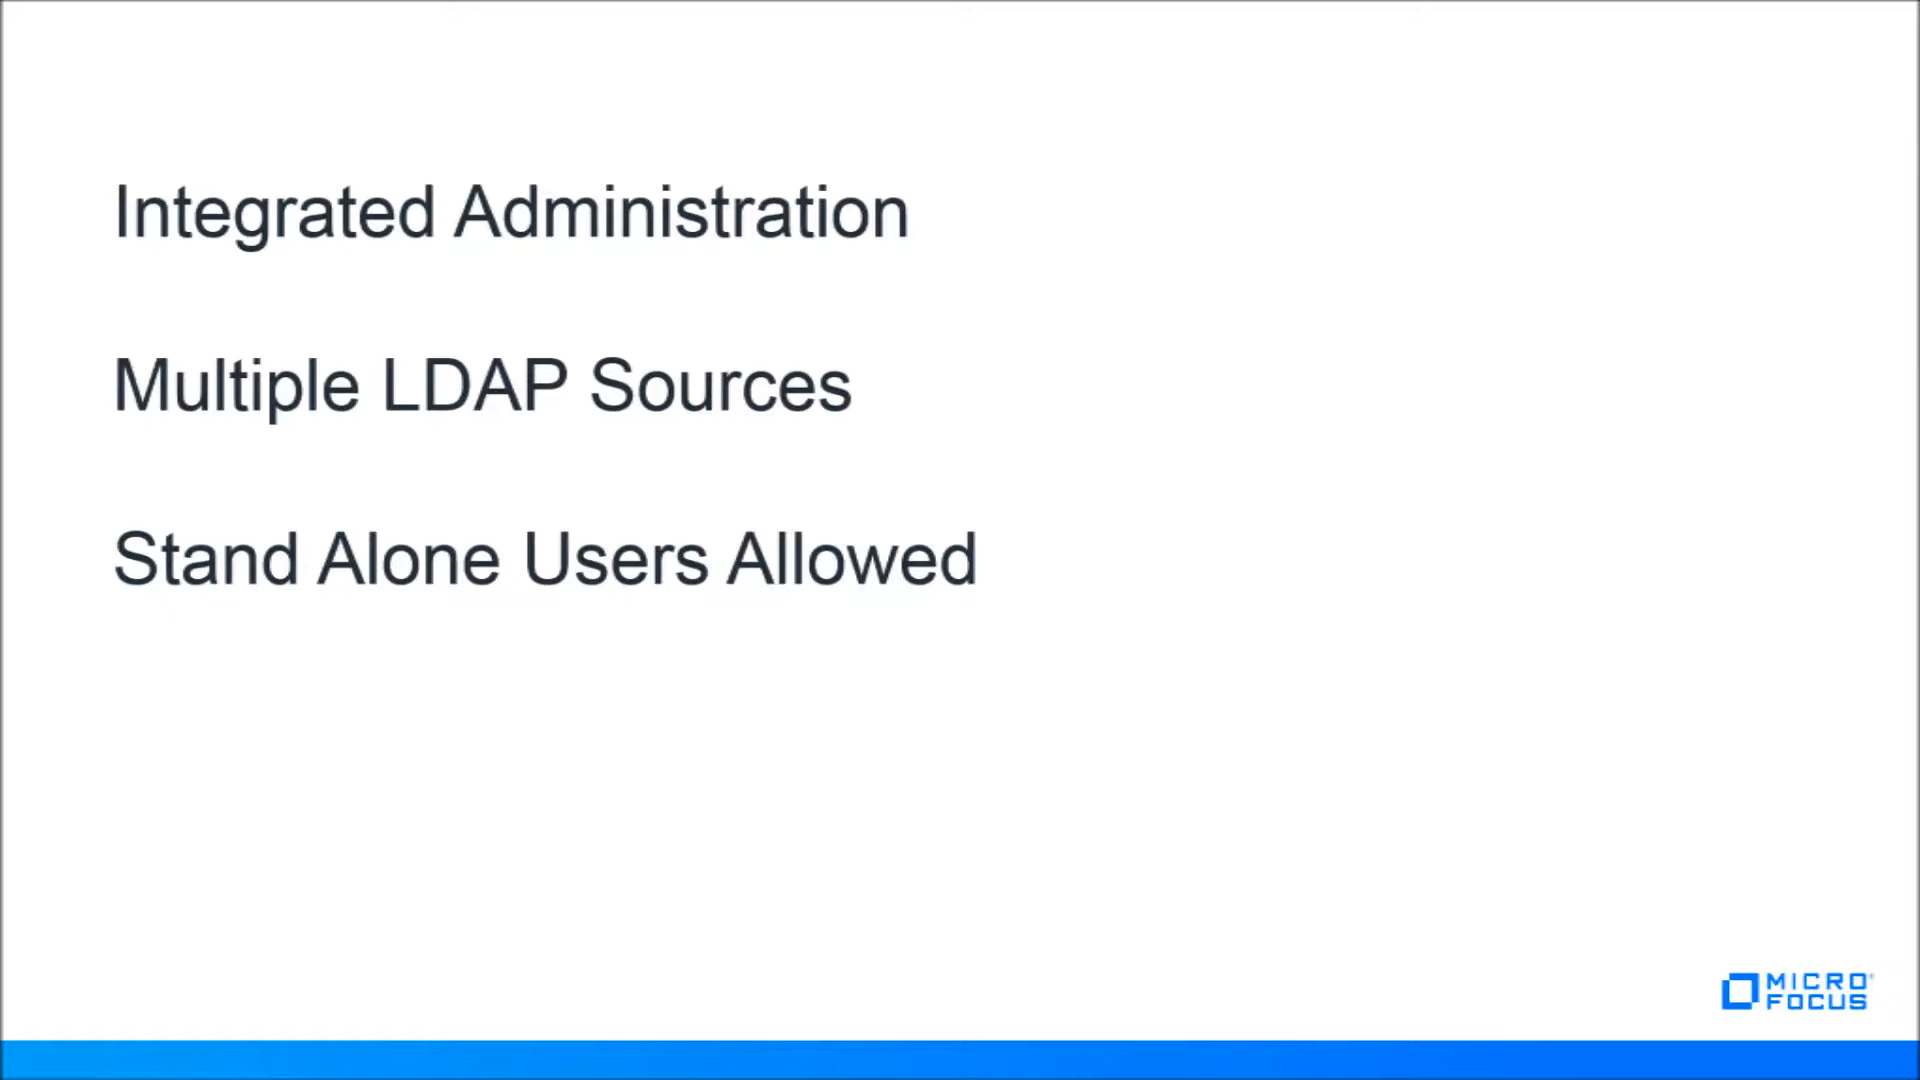 Integrated Administration
Multiple LDAP Sources
Stand Alone Users Allowed
MICRO
FOCUS